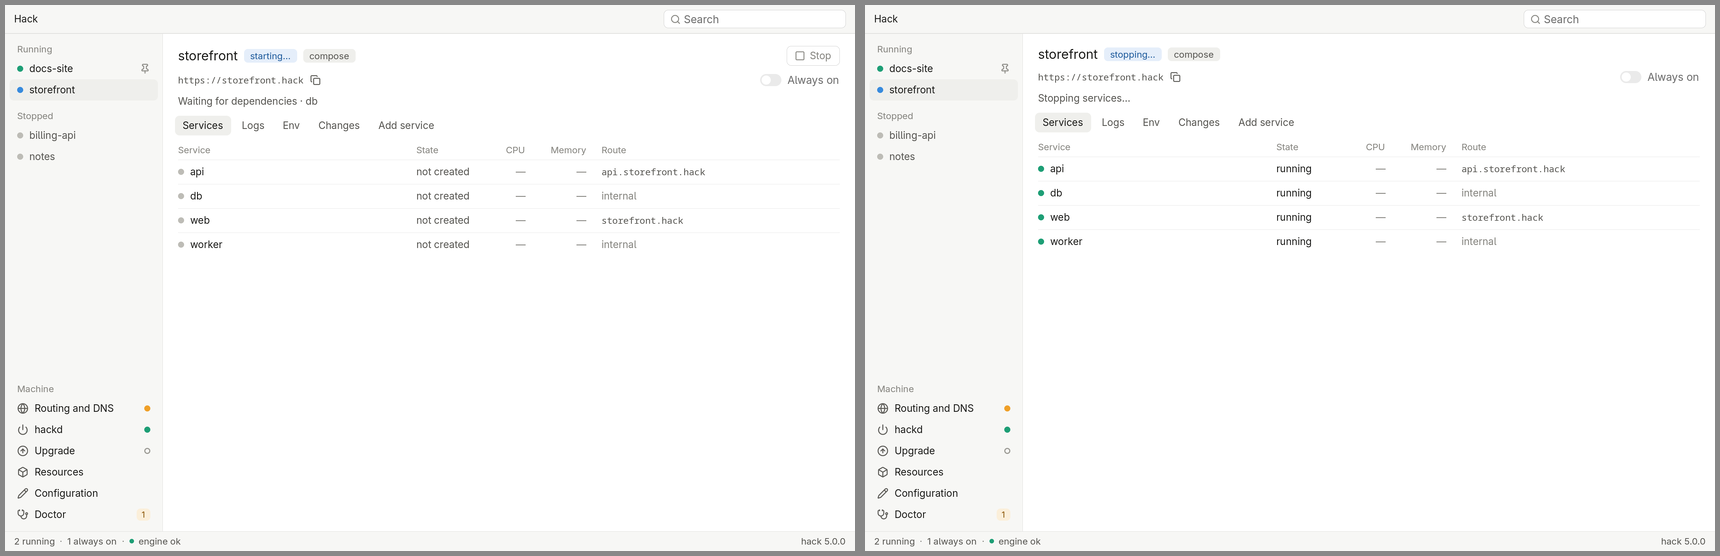 Hack
Search
Running
docs-site
storefront
Stopped
billing-api
notes
Machine
Routing and DNS
hackd
Upgrade
Resources
Configuration
Doctor 1
storefront starting... compose
Stop
https://storefront.hack
Always on
Waiting for dependencies · db
Services Logs Env Changes Add service
Service State CPU Memory Route
api not created — — api.storefront.hack
db not created — — internal
web not created — — storefront.hack
worker not created — — internal
2 running · 1 always on · engine ok
hack 5.0.0
Hack
Search
Running
docs-site
storefront
Stopped
billing-api
notes
Machine
Routing and DNS
hackd
Upgrade
Resources
Configuration
Doctor 1
storefront stopping... compose
https://storefront.hack
Always on
Stopping services...
Services Logs Env Changes Add service
Service State CPU Memory Route
api running — — api.storefront.hack
db running — — internal
web running — — storefront.hack
worker running — — internal
2 running · 1 always on · engine ok
hack 5.0.0